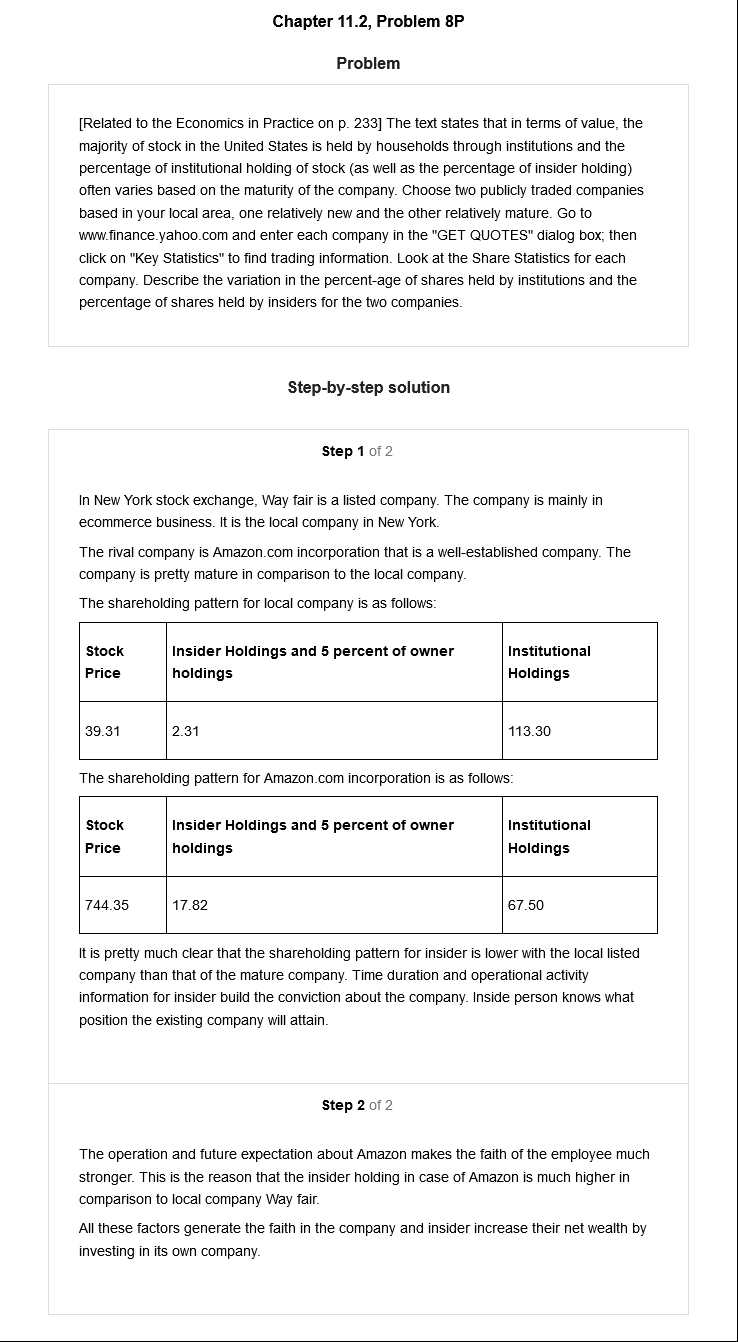 Chapter 11.2, Problem 8P
Problem
[Related to the Economics in Practice on p. 233] The text states that in terms of value, the
majority of stock in the United States is held by households through institutions and the
percentage of institutional holding of stock (as well as the percentage of insider holding)
often varies based on the maturity of the company. Choose two publicly traded companies
based in your local area, one relatively new and the other relatively mature. Go to
www.finance.yahoo.com and enter each company in the "GET QUOTES" dialog box; then
click on "Key Statistics" to find trading information. Look at the Share Statistics for each
company. Describe the variation in the percent-age of shares held by institutions and the
percentage of shares held by insiders for the two companies.
Step-by-step solution
Step 1 of 2
In New York stock exchange, Way fair is a listed company. The company is mainly in
ecommerce business. It is the local company in New York.
The rival company is Amazon.com incorporation that is a well-established company. The
company is pretty mature in comparison to the local company.
The shareholding pattern for local company is as follows:
Stock Insider Holdings and 5 percent of owner Institutional
Price holdings Holdings
39.31 2.31 113.30
The shareholding pattern for Amazon.com incorporation is as follows:
Stock Insider Holdings and 5 percent of owner Institutional
Price holdings Holdings
744.35 17.82 67.50
It is pretty much clear that the shareholding pattern for insider is lower with the local listed
company than that of the mature company. Time duration and operational activity
information for insider build the conviction about the company. Inside person knows what
position the existing company will attain.
Step 2 of 2
The operation and future expectation about Amazon makes the faith of the employee much
stronger. This is the reason that the insider holding in case of Amazon is much higher in
comparison to local company Way fair.
All these factors generate the faith in the company and insider increase their net wealth by
investing in its own company.